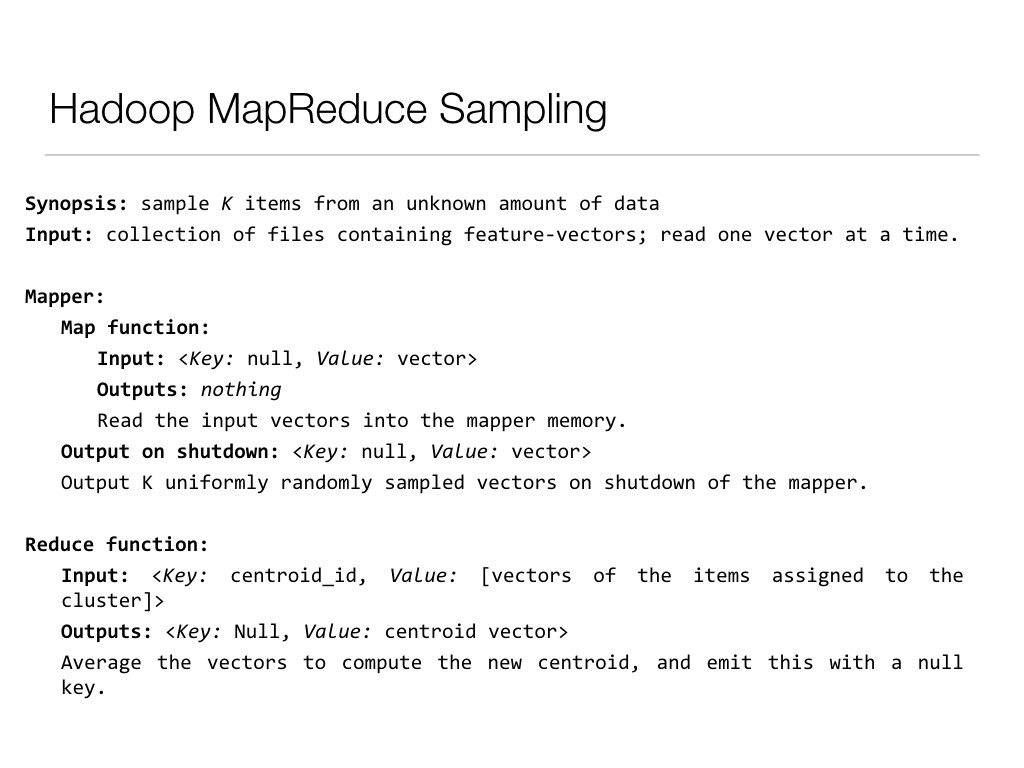 Hadoop MapReduce Sampling
Synopsis: sample K items from an unknown amount of data
Input: collection of files containing feature-vectors; read one vector at a time.
Mapper:
Map function:
Input: <Key: null, Value: vector>
Outputs: nothing
Read the input vectors into the mapper memory.
Output on shutdown: <Key: null, Value: vector>
Output K uniformly randomly sampled vectors on shutdown of the mapper.
Reduce function:
Input: <Key: centroid_id, Value: [vectors of the items assigned to the
cluster]>
Outputs: <Key: Null, Value: centroid vector>
Average the vectors to compute the new centroid, and emit this with a null
key.